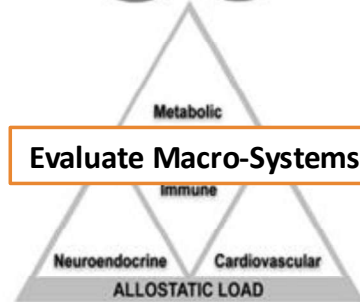 Metabolic
Evaluate Macro-Systems
Immune
Neuroendocrine Cardiovascular
ALLOSTATIC LOAD